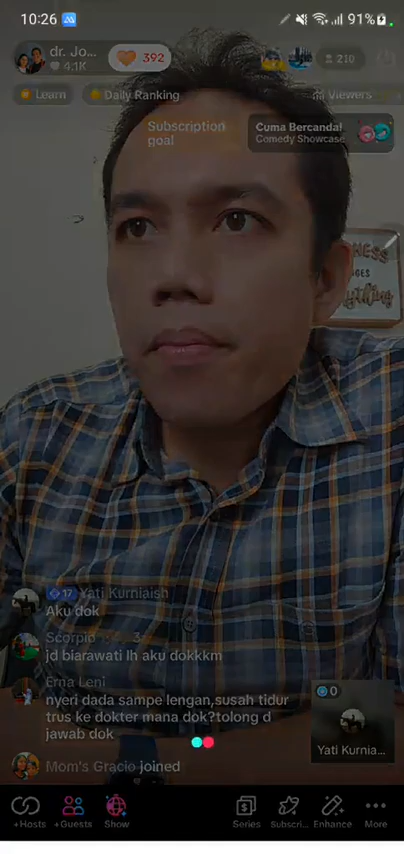 10:26
91%
dr. Jo...
4.1K
392
210
Learn
Daily Ranking
Viewers
Subscription
goal
Cuma Bercanda!
Comedy Showcase
NESS
GES
17 Yati Kurniaish
Aku dok
Scorpio
jd biarawati lh aku dokkkm
Erna Leni
nyeri dada sampe lengan,susah tidur
trus ke dokter mana dok?tolong d
jawab dok
0
Yati Kurnia...
Mom's Gracio joined
+Hosts
+Guests
Show
Series
Subscri...
Enhance
More